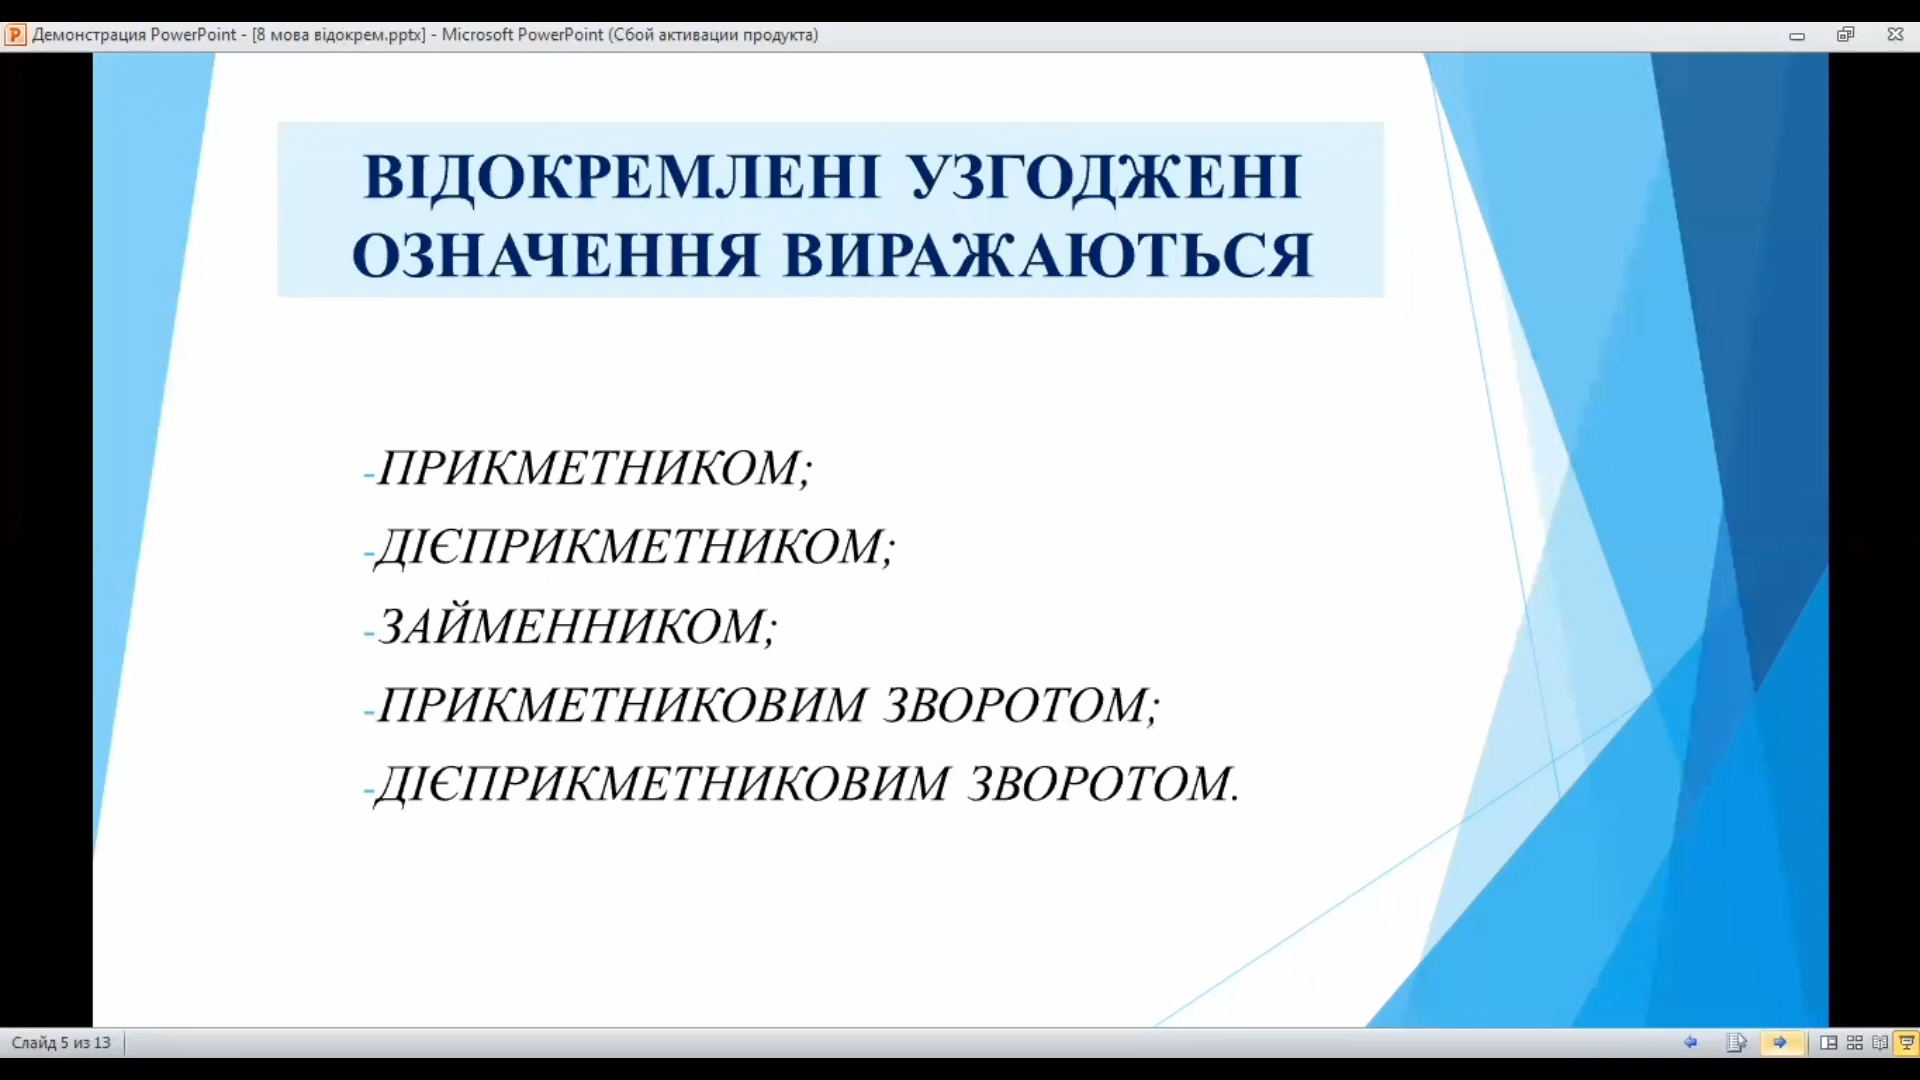 Демонстрация PowerPoint - [8 мова відокрем.pptx] - Microsoft PowerPoint (Сбой активации продукта)
ВІДОКРЕМЛЕНІ УЗГОДЖЕНІ
ОЗНАЧЕННЯ ВИРАЖАЮТЬСЯ
-ПРИКМЕТНИКОМ;
-ДІЄПРИКМЕТНИКОМ;
-ЗАЙМЕННИКОМ;
-ПРИКМЕТНИКОВИМ ЗВОРОТОМ;
-ДІЄПРИКМЕТНИКОВИМ ЗВОРОТОМ.
Слайд 5 из 13